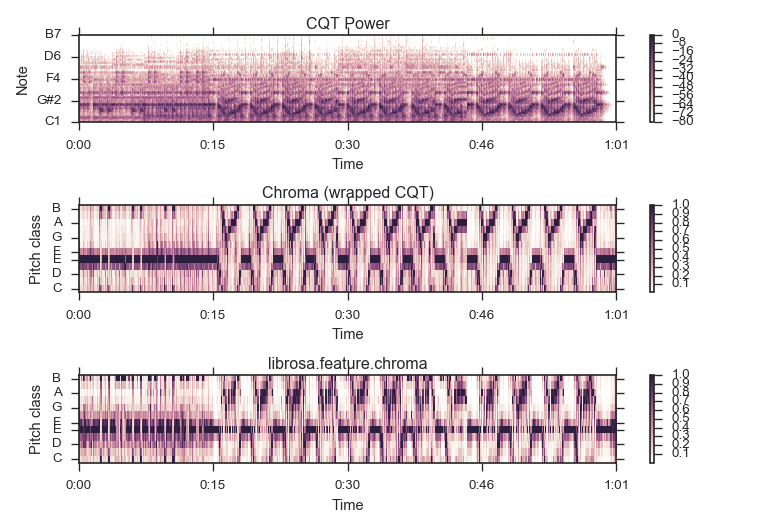 CQT Power
B7
D6
F4
G#2
C1
Note
0:00 0:15 0:30 0:46 1:01
Time
0
−8
−16
−24
−32
−40
−48
−56
−64
−72
−80
Chroma (wrapped CQT)
B
A
G
F
E
D
C
Pitch class
0:00 0:15 0:30 0:46 1:01
Time
1.0
0.9
0.8
0.7
0.6
0.5
0.4
0.3
0.2
0.1
librosa.feature.chroma
B
A
G
F
E
D
C
Pitch class
0:00 0:15 0:30 0:46 1:01
Time
1.0
0.9
0.8
0.7
0.6
0.5
0.4
0.3
0.2
0.1